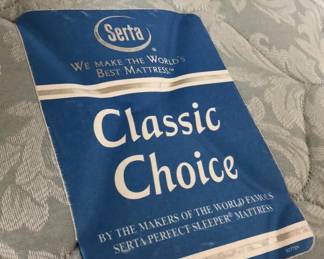 Serta®
WE MAKE THE WORLD'S
BEST MATTRESS™
Classic
Choice
BY THE MAKERS OF THE WORLD FAMOUS
SERTA PERFECT SLEEPER® MATTRESS